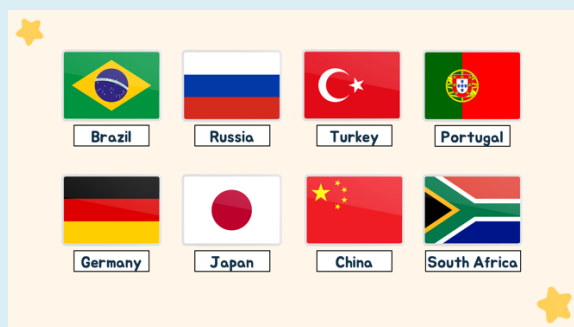 Brazil
Russia
Turkey
Portugal
Germany
Japan
China
South Africa